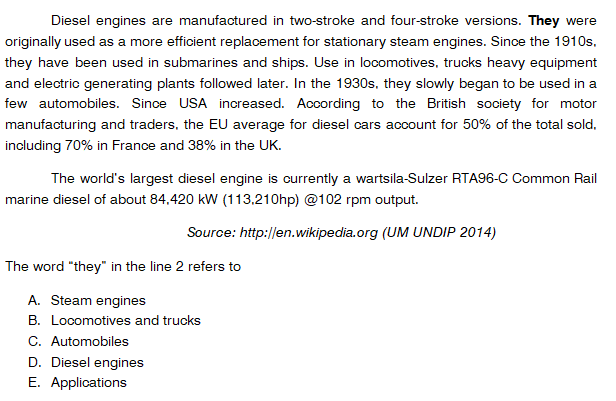 Diesel engines are manufactured in two-stroke and four-stroke versions. They were
originally used as a more efficient replacement for stationary steam engines. Since the 1910s,
they have been used in submarines and ships. Use in locomotives, trucks heavy equipment
and electric generating plants followed later. In the 1930s, they slowly began to be used in a
few automobiles. Since USA increased. According to the British society for motor
manufacturing and traders, the EU average for diesel cars account for 50% of the total sold,
including 70% in France and 38% in the UK.
The world's largest diesel engine is currently a wartsila-Sulzer RTA96-C Common Rail
marine diesel of about 84,420 kW (113,210hp) @102 rpm output.
Source: http://en.wikipedia.org (UM UNDIP 2014)
The word "they" in the line 2 refers to
A. Steam engines
B. Locomotives and trucks
C. Automobiles
D. Diesel engines
E. Applications